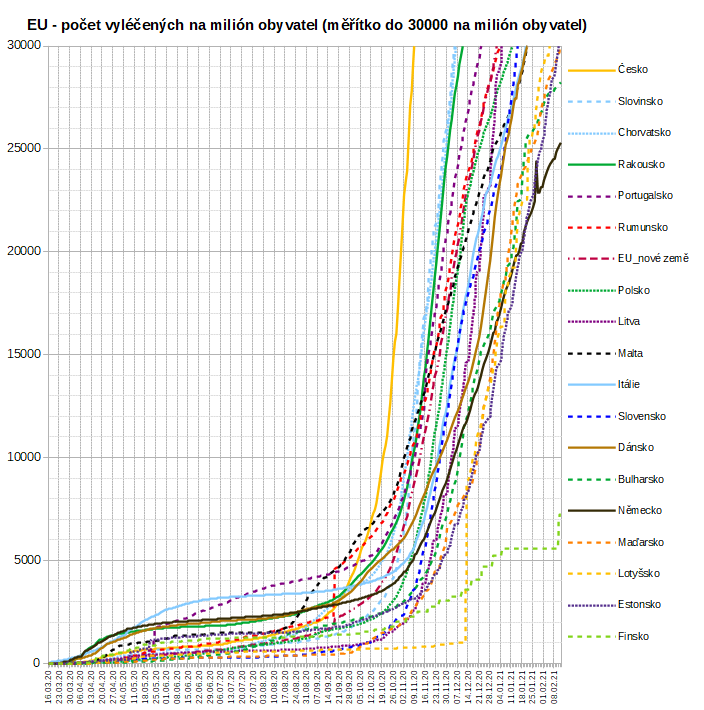 EU - počet vyléčených na milión obyvatel (měřítko do 30000 na milión obyvatel)
30000
25000
20000
15000
10000
5000
0
16.03.20
23.03.20
30.03.20
06.04.20
13.04.20
20.04.20
27.04.20
04.05.20
11.05.20
18.05.20
25.05.20
01.06.20
08.06.20
15.06.20
22.06.20
29.06.20
06.07.20
13.07.20
20.07.20
27.07.20
03.08.20
10.08.20
17.08.20
24.08.20
31.08.20
07.09.20
14.09.20
21.09.20
28.09.20
05.10.20
12.10.20
19.10.20
26.10.20
02.11.20
09.11.20
16.11.20
23.11.20
30.11.20
07.12.20
14.12.20
21.12.20
28.12.20
04.01.21
11.01.21
18.01.21
25.01.21
01.02.21
08.02.21
Česko
Slovinsko
Chorvatsko
Rakousko
Portugalsko
Rumunsko
EU_nové země
Polsko
Litva
Malta
Itálie
Slovensko
Dánsko
Bulharsko
Německo
Maďarsko
Lotyšsko
Estonsko
Finsko